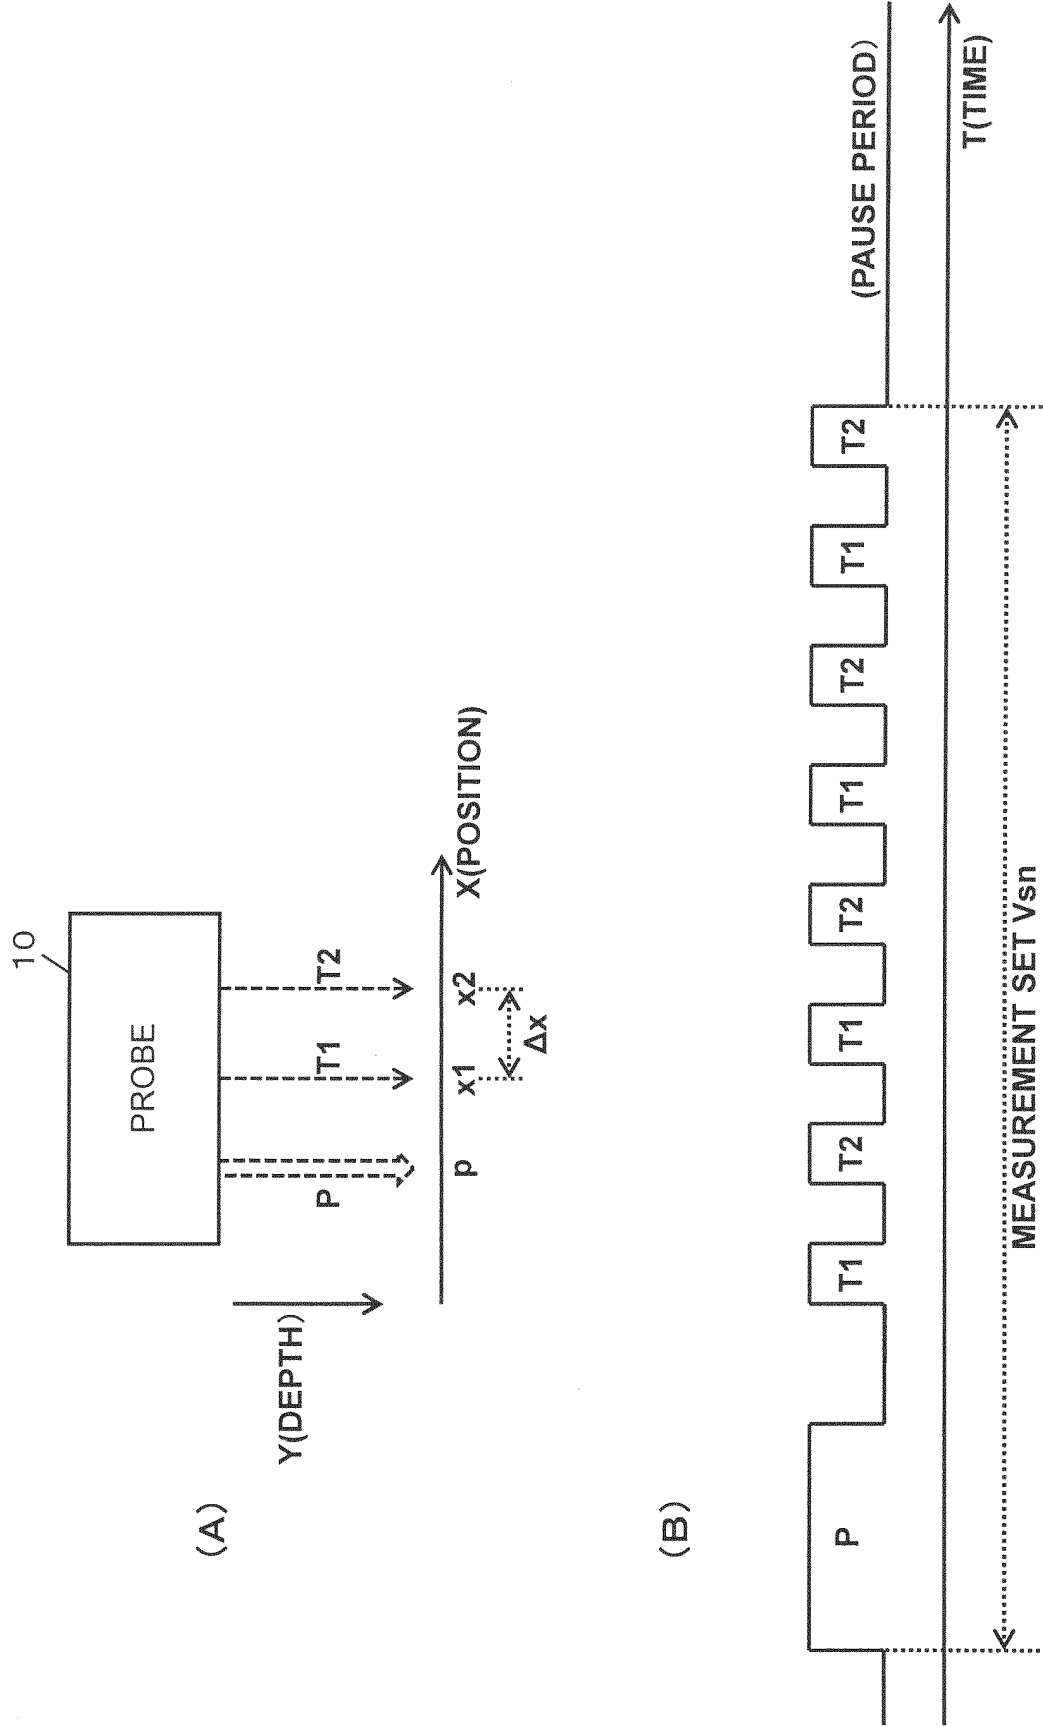 (A)
10
PROBE
Y(DEPTH)
P
T1
T2
p
x1
x2
X(POSITION)
Δx
(B)
P
T1
T2
T1
T2
T1
T2
T1
T2
(PAUSE PERIOD)
T(TIME)
MEASUREMENT SET Vsn